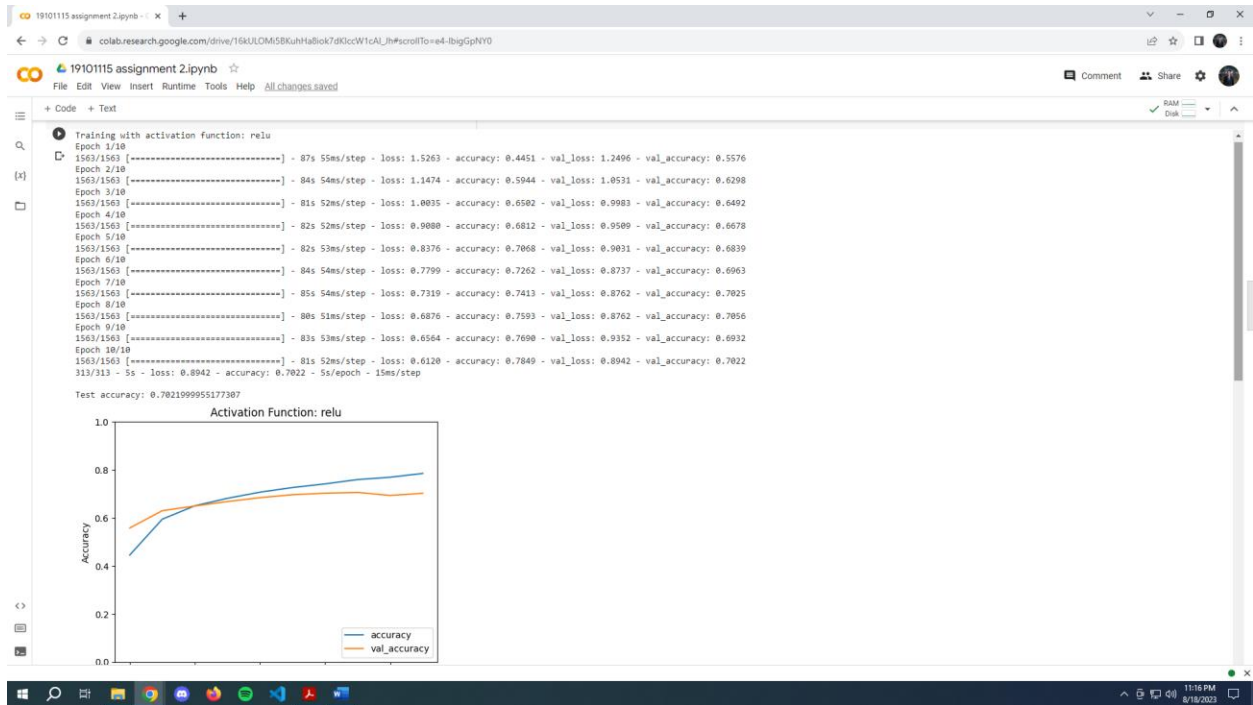 19101115 assignment 2.ipynb - C
colab.research.google.com/drive/16kULOMi5BKuhHa8iok7dKlccW1cAl_Jh#scrollTo=e4-IbigGpNY0
19101115 assignment 2.ipynb
File Edit View Insert Runtime Tools Help All changes saved
Comment Share
+ Code + Text
RAM
Disk
Training with activation function: relu
Epoch 1/10
1563/1563 [==============================] - 87s 55ms/step - loss: 1.5263 - accuracy: 0.4451 - val_loss: 1.2496 - val_accuracy: 0.5576
Epoch 2/10
1563/1563 [==============================] - 84s 54ms/step - loss: 1.1474 - accuracy: 0.5944 - val_loss: 1.0531 - val_accuracy: 0.6298
Epoch 3/10
1563/1563 [==============================] - 81s 52ms/step - loss: 1.0035 - accuracy: 0.6502 - val_loss: 0.9983 - val_accuracy: 0.6492
Epoch 4/10
1563/1563 [==============================] - 82s 52ms/step - loss: 0.9080 - accuracy: 0.6812 - val_loss: 0.9509 - val_accuracy: 0.6678
Epoch 5/10
1563/1563 [==============================] - 82s 53ms/step - loss: 0.8376 - accuracy: 0.7068 - val_loss: 0.9031 - val_accuracy: 0.6839
Epoch 6/10
1563/1563 [==============================] - 84s 54ms/step - loss: 0.7799 - accuracy: 0.7262 - val_loss: 0.8737 - val_accuracy: 0.6963
Epoch 7/10
1563/1563 [==============================] - 85s 54ms/step - loss: 0.7319 - accuracy: 0.7413 - val_loss: 0.8762 - val_accuracy: 0.7025
Epoch 8/10
1563/1563 [==============================] - 80s 51ms/step - loss: 0.6876 - accuracy: 0.7593 - val_loss: 0.8762 - val_accuracy: 0.7056
Epoch 9/10
1563/1563 [==============================] - 83s 53ms/step - loss: 0.6564 - accuracy: 0.7690 - val_loss: 0.9352 - val_accuracy: 0.6932
Epoch 10/10
1563/1563 [==============================] - 81s 52ms/step - loss: 0.6120 - accuracy: 0.7849 - val_loss: 0.8942 - val_accuracy: 0.7022
313/313 - 5s - loss: 0.8942 - accuracy: 0.7022 - 5s/epoch - 15ms/step
Test accuracy: 0.7021999955177307
Activation Function: relu
1.0
0.8
0.6
0.4
0.2
0.0
Accuracy
accuracy
val_accuracy
11:16 PM
8/18/2023